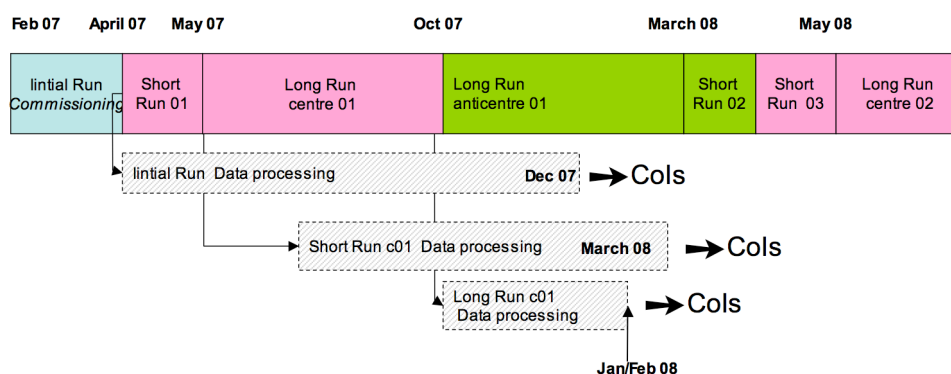 Feb 07 April 07 May 07 Oct 07 March 08 May 08
Iintial Run
Commissioning
Short
Run 01
Long Run
centre 01
Long Run
anticentre 01
Short
Run 02
Short
Run 03
Long Run
centre 02
Iintial Run Data processing
Dec 07
CoIs
Short Run c01 Data processing
March 08
CoIs
Long Run c01
Data processing
CoIs
Jan/Feb 08